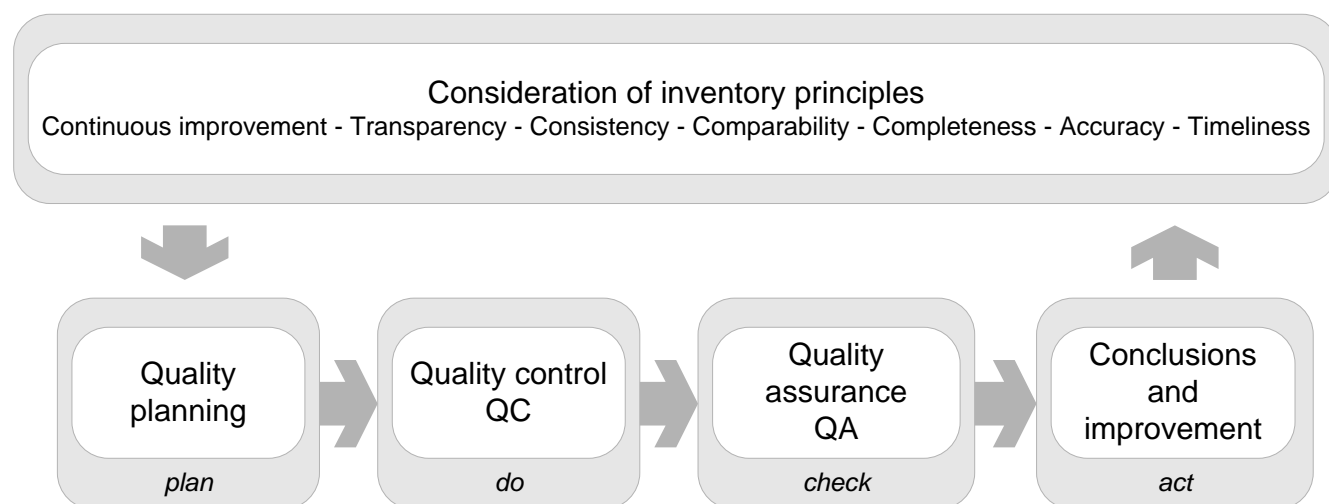 Consideration of inventory principles
Continuous improvement - Transparency - Consistency - Comparability - Completeness - Accuracy - Timeliness
Quality
planning
plan
Quality control
QC
do
Quality
assurance
QA
check
Conclusions
and
improvement
act